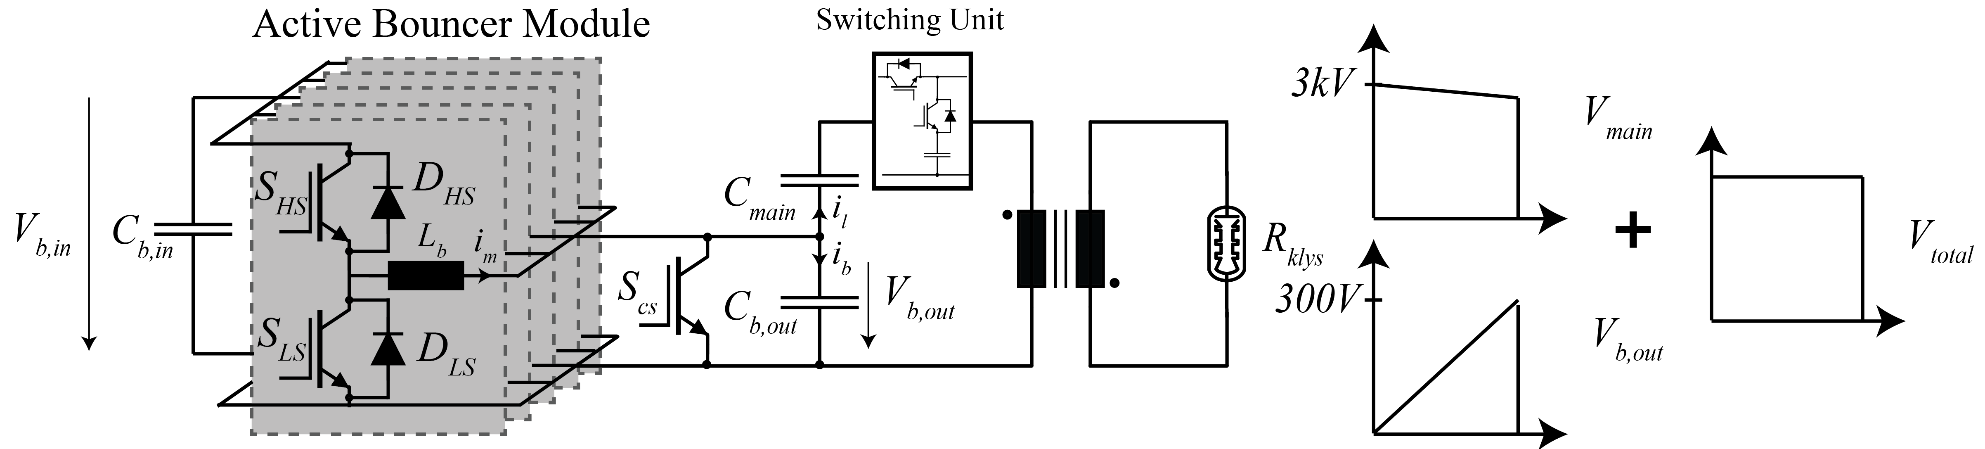 Active Bouncer Module
Switching Unit
V_b,in
C_b,in
S_HS
D_HS
L_b
i_m
S_LS
D_LS
S_cs
C_main
i_l
i_b
C_b,out
V_b,out
R_klys
3kV
V_main
300V
V_b,out
+
V_total